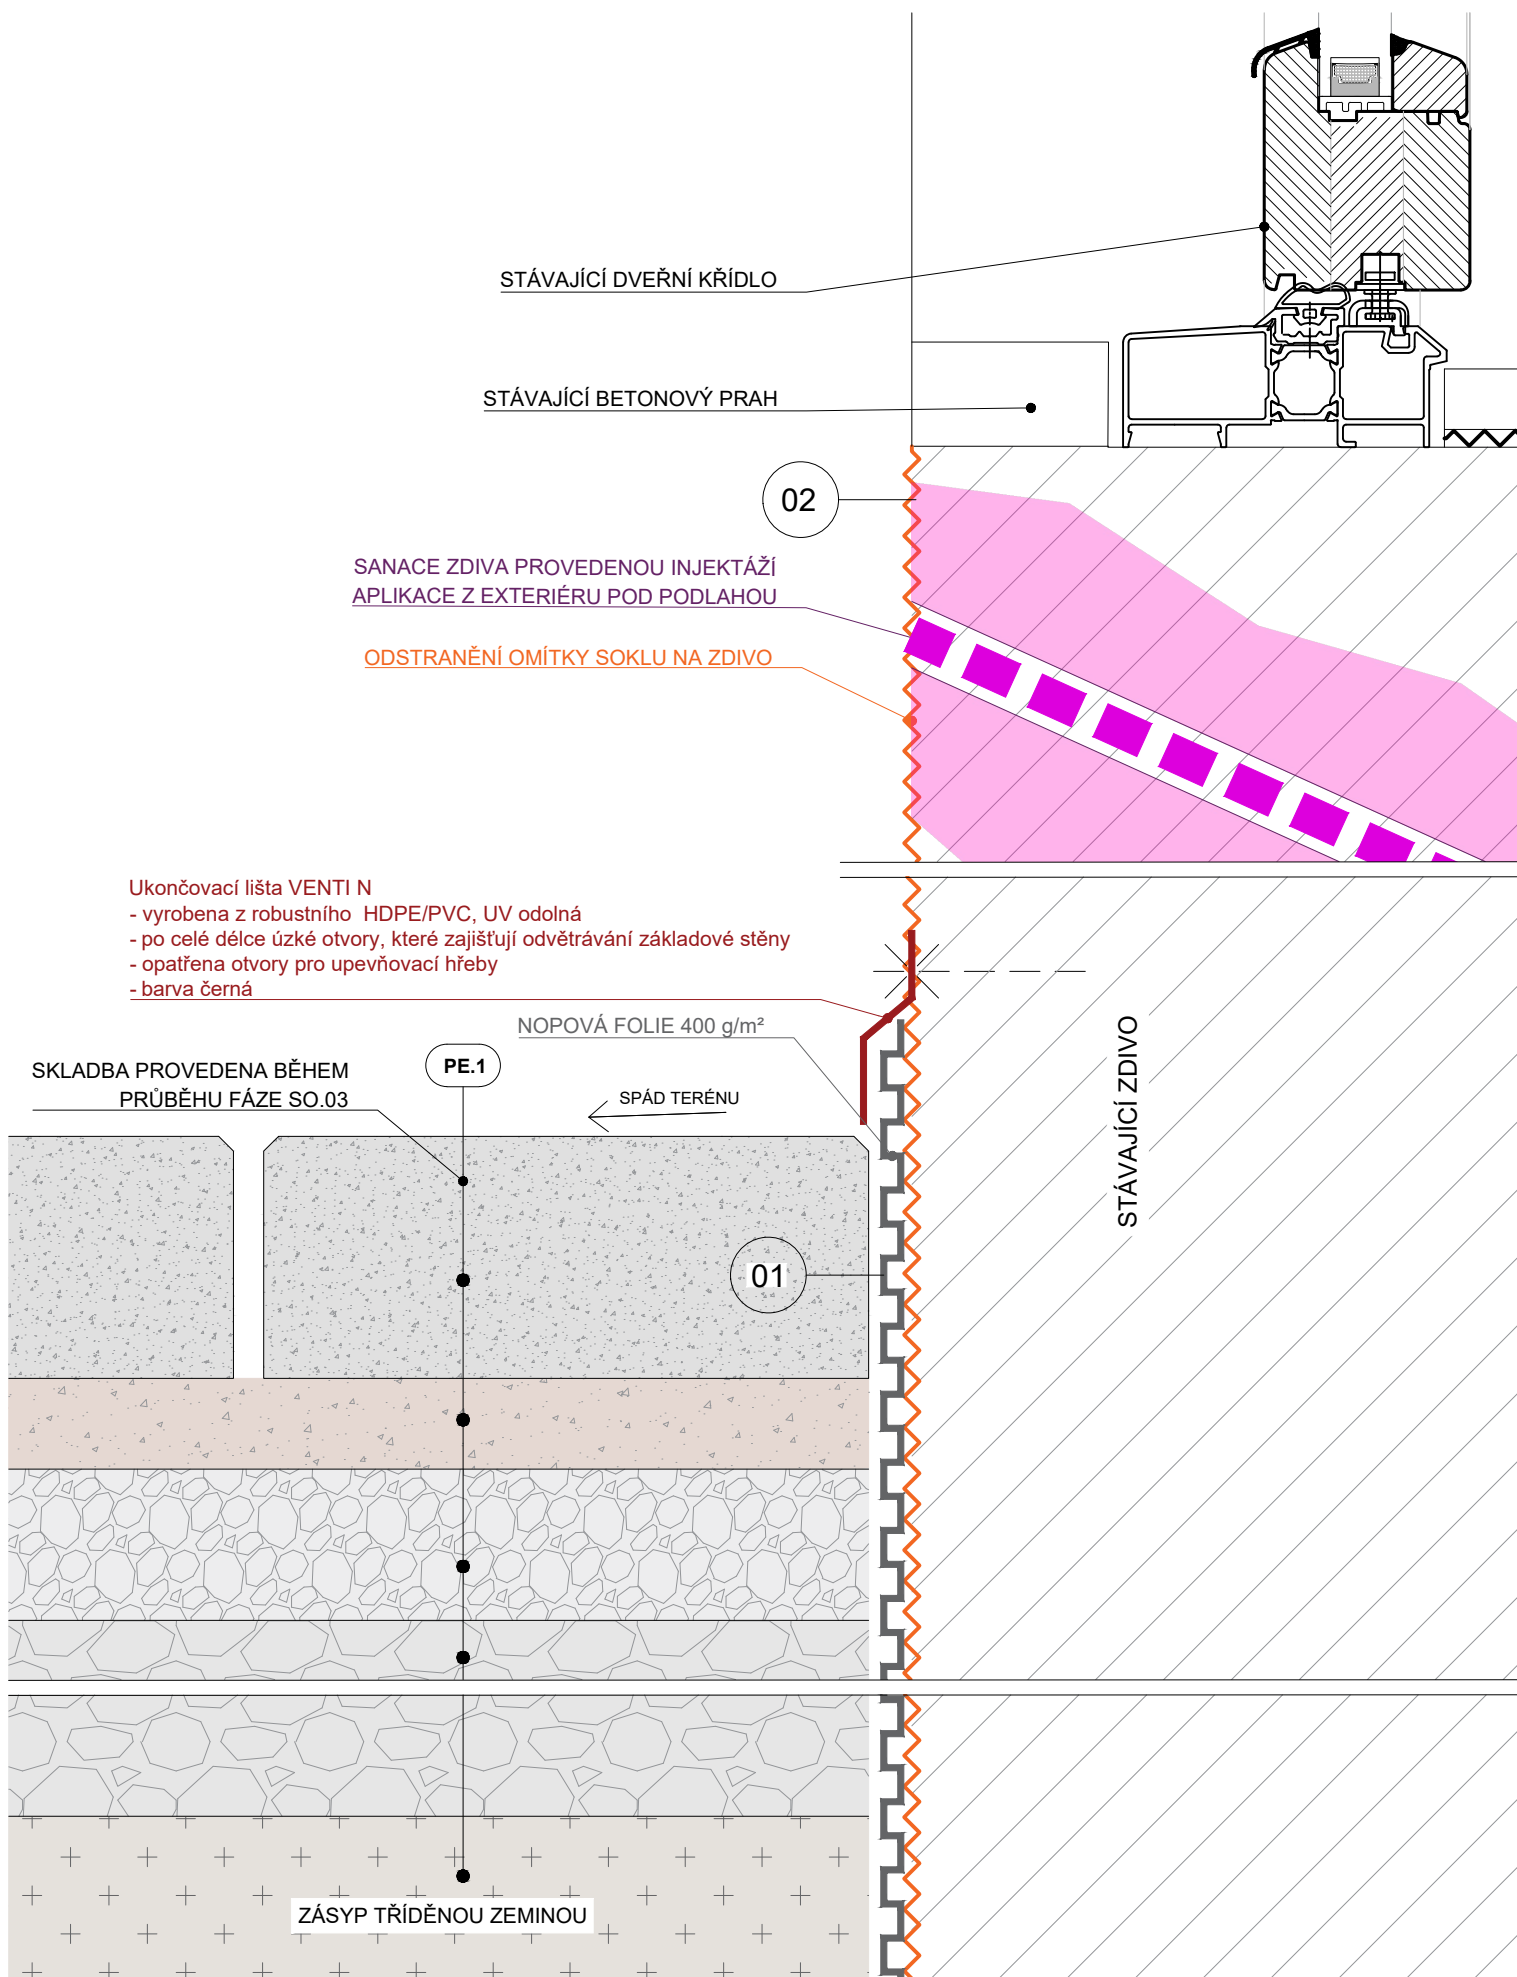 STÁVAJÍCÍ DVEŘNÍ KŘÍDLO
STÁVAJÍCÍ BETONOVÝ PRAH
02
SANACE ZDIVA PROVEDENOU INJEKTÁŽÍ
APLIKACE Z EXTERIÉRU POD PODLAHOU
ODSTRANĚNÍ OMÍTKY SOKLU NA ZDIVO
Ukončovací lišta VENTI N
- vyrobena z robustního HDPE/PVC, UV odolná
- po celé délce úzké otvory, které zajišťují odvětrávání základové stěny
- opatřena otvory pro upevňovací hřeby
- barva černá
NOPOVÁ FOLIE 400 g/m²
SKLADBA PROVEDENA BĚHEM
PRŮBĚHU FÁZE SO.03
PE.1
SPÁD TERÉNU
STÁVAJÍCÍ ZDIVO
01
ZÁSYP TŘÍDĚNOU ZEMINOU